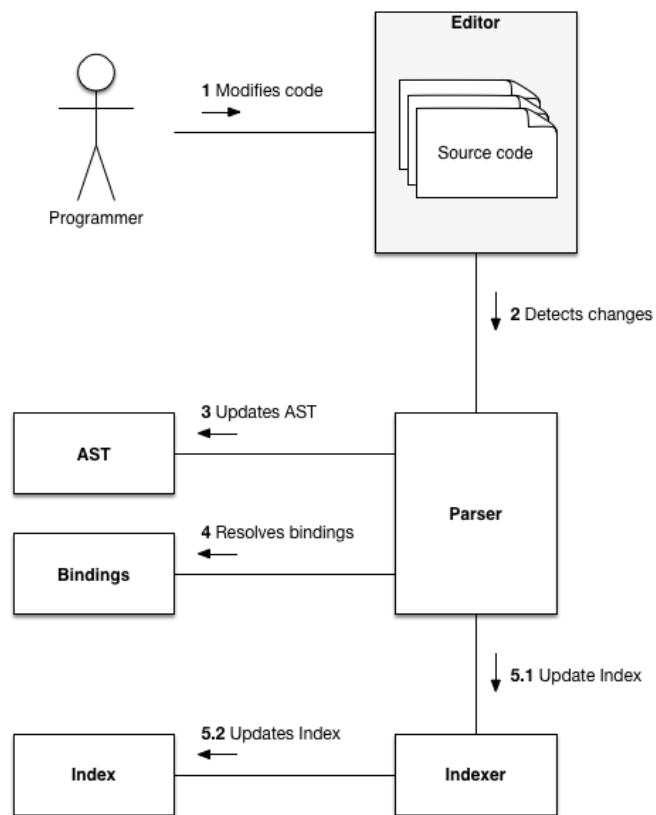 Editor
1 Modifies code
Source code
Programmer
2 Detects changes
3 Updates AST
AST
Parser
4 Resolves bindings
Bindings
5.1 Update Index
5.2 Updates Index
Index
Indexer